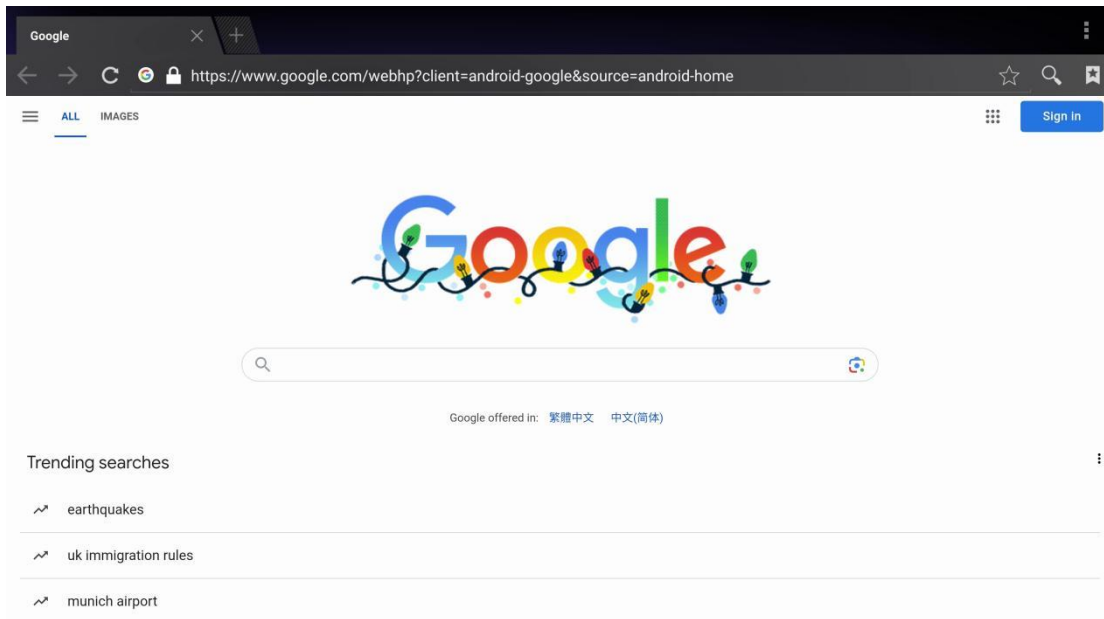 Google
https://www.google.com/webhp?client=android-google&source=android-home
ALL IMAGES
Sign in
Google
Google offered in: 繁體中文 中文(简体)
Trending searches
earthquakes
uk immigration rules
munich airport